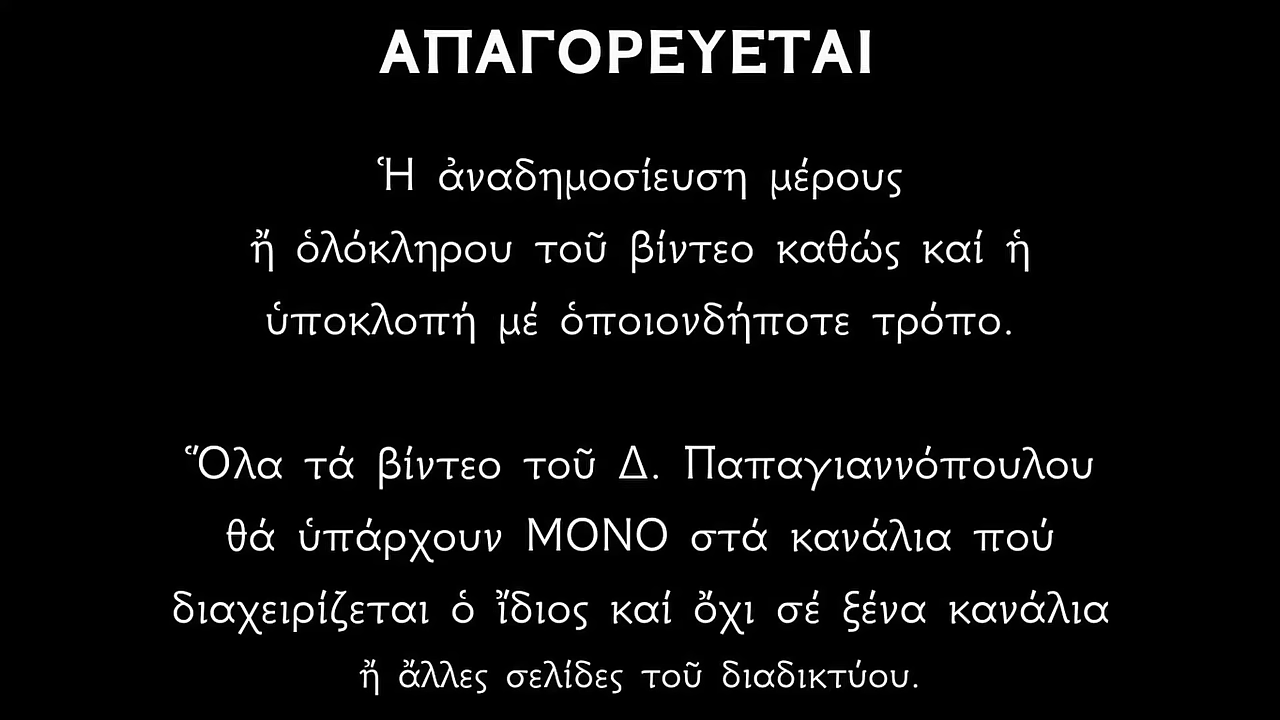 ΑΠΑΓΟΡΕΥΕΤΑΙ
Ἡ ἀναδημοσίευση μέρους
ἤ ὁλόκληρου τοῦ βίντεο καθώς καί ἡ
ὑποκλοπή μέ ὁποιονδήποτε τρόπο.
Ὅλα τά βίντεο τοῦ Δ. Παπαγιαννόπουλου
θά ὑπάρχουν ΜΟΝΟ στά κανάλια πού
διαχειρίζεται ὁ ἴδιος καί ὄχι σέ ξένα κανάλια
ἤ ἄλλες σελίδες τοῦ διαδικτύου.